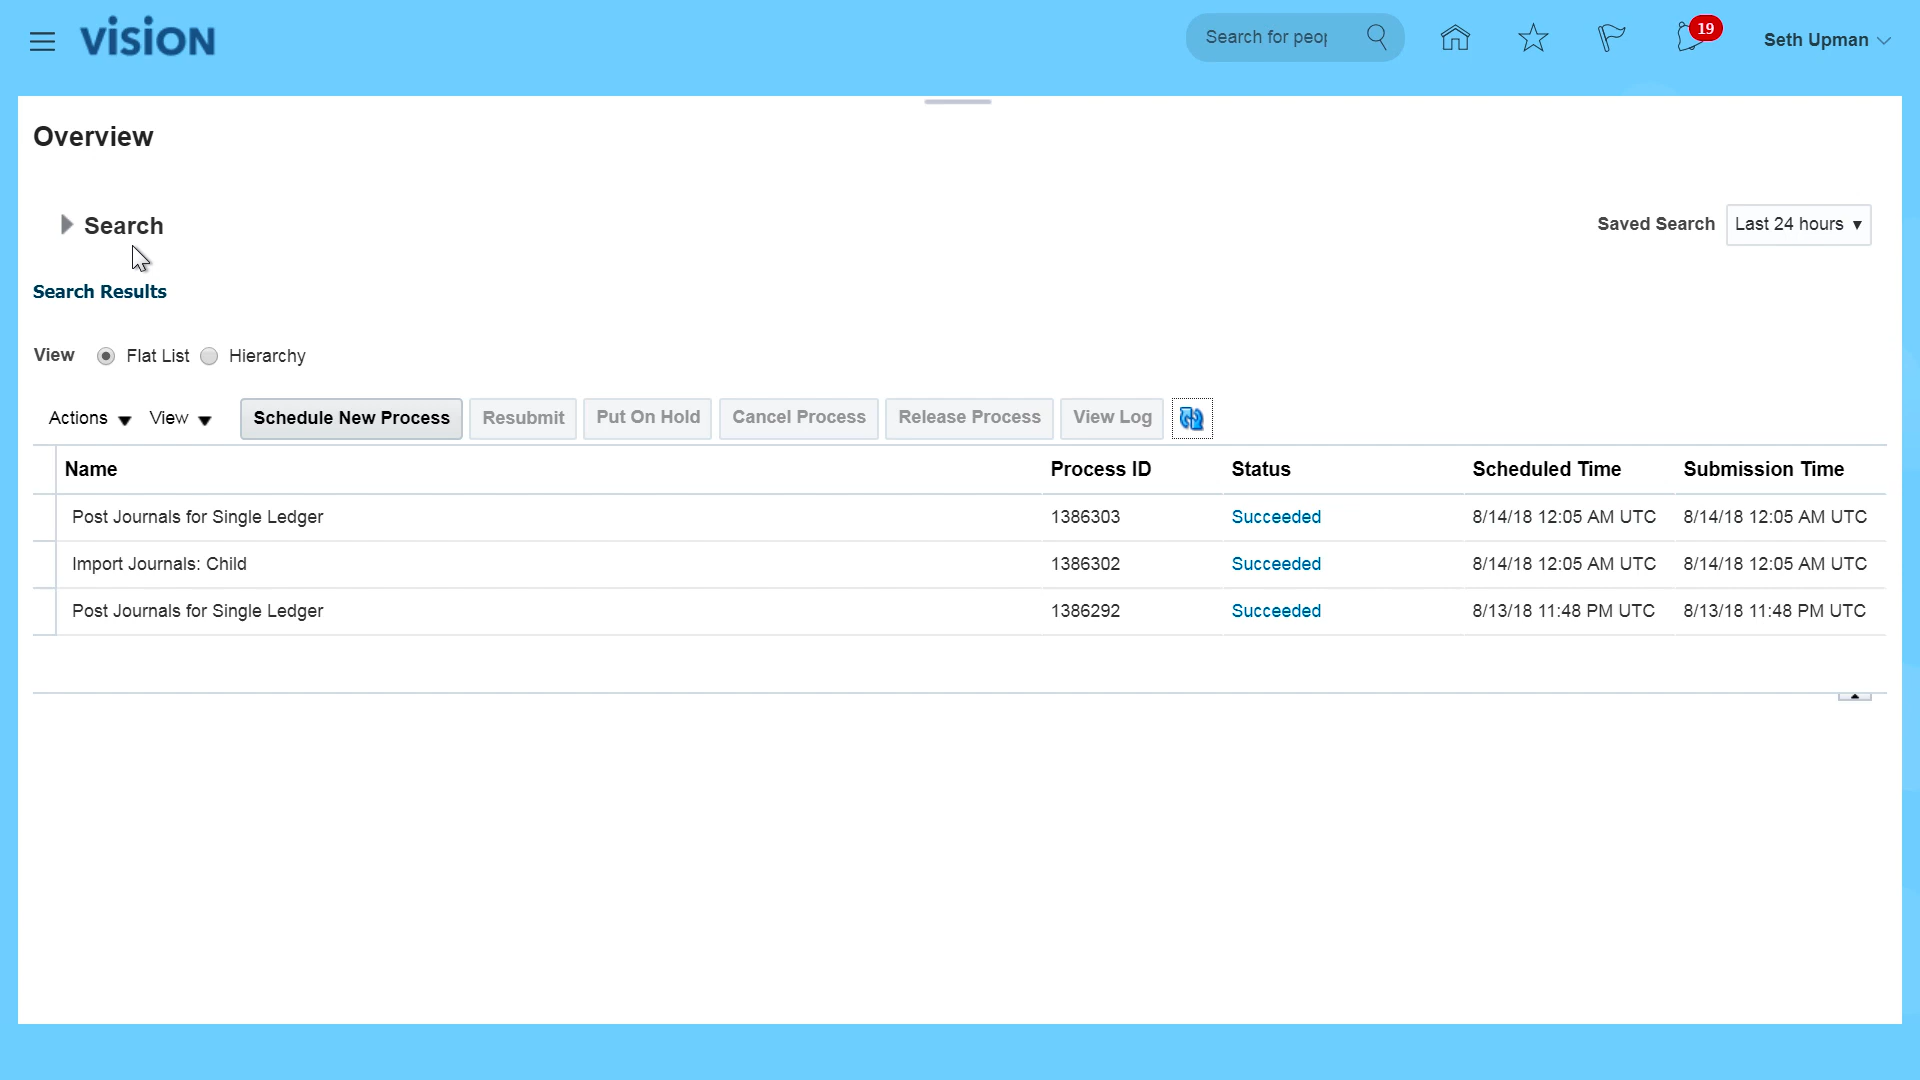 vision
Search for peop
19
Seth Upman
Overview
Search
Saved Search Last 24 hours
Search Results
View Flat List Hierarchy
Actions View Schedule New Process Resubmit Put On Hold Cancel Process Release Process View Log
Name Process ID Status Scheduled Time Submission Time
Post Journals for Single Ledger 1386303 Succeeded 8/14/18 12:05 AM UTC 8/14/18 12:05 AM UTC
Import Journals: Child 1386302 Succeeded 8/14/18 12:05 AM UTC 8/14/18 12:05 AM UTC
Post Journals for Single Ledger 1386292 Succeeded 8/13/18 11:48 PM UTC 8/13/18 11:48 PM UTC